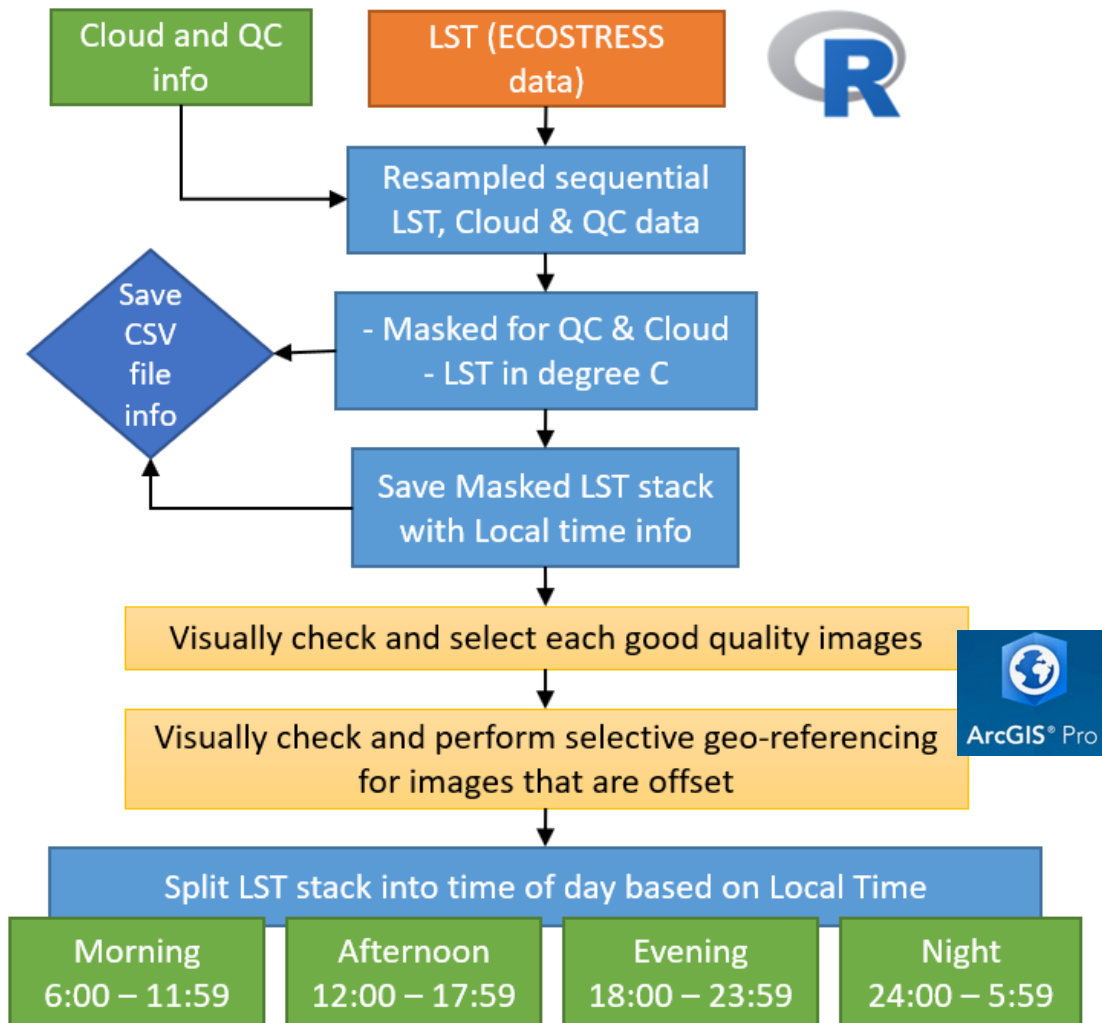 Cloud and QC
info
LST (ECOSTRESS
data)
R
Resampled sequential
LST, Cloud & QC data
Save
CSV
file
info
- Masked for QC & Cloud
- LST in degree C
Save Masked LST stack
with Local time info
Visually check and select each good quality images
Visually check and perform selective geo-referencing
for images that are offset
ArcGIS® Pro
Split LST stack into time of day based on Local Time
Morning
6:00 – 11:59
Afternoon
12:00 – 17:59
Evening
18:00 – 23:59
Night
24:00 – 5:59